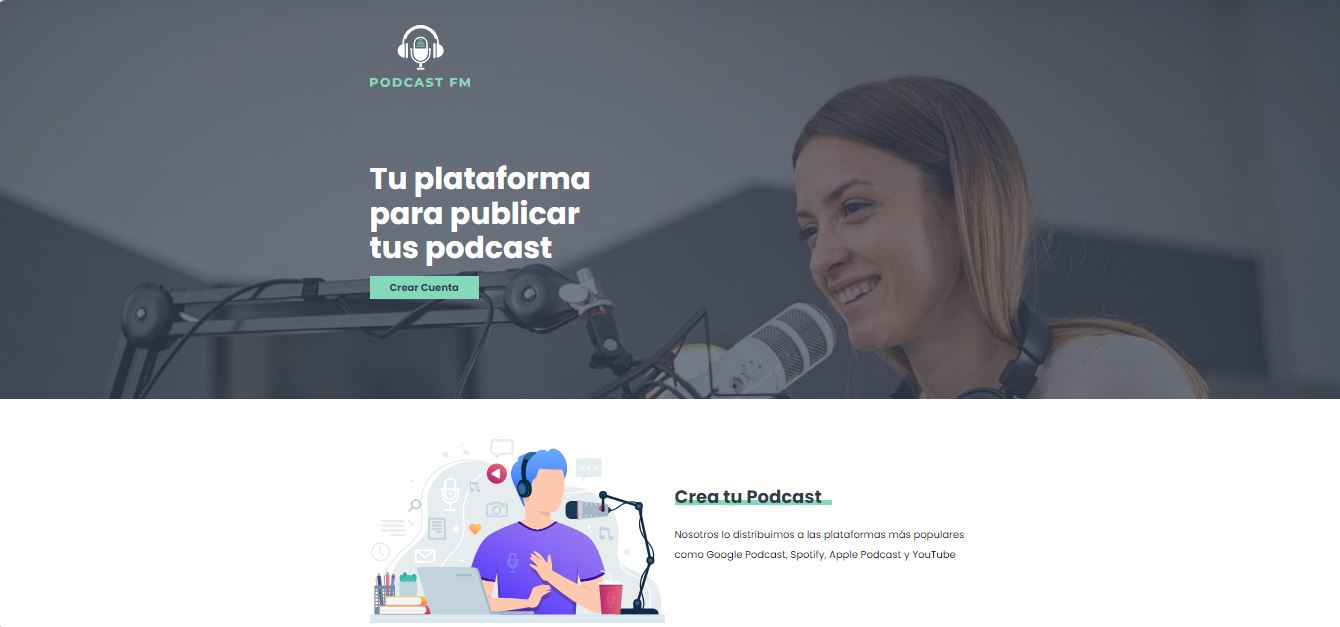 PODCAST FM
Tu plataforma
para publicar
tus podcast
Crear Cuenta
Crea tu Podcast
Nosotros lo distribuimos a las plataformas más populares
como Google Podcast, Spotify, Apple Podcast y YouTube